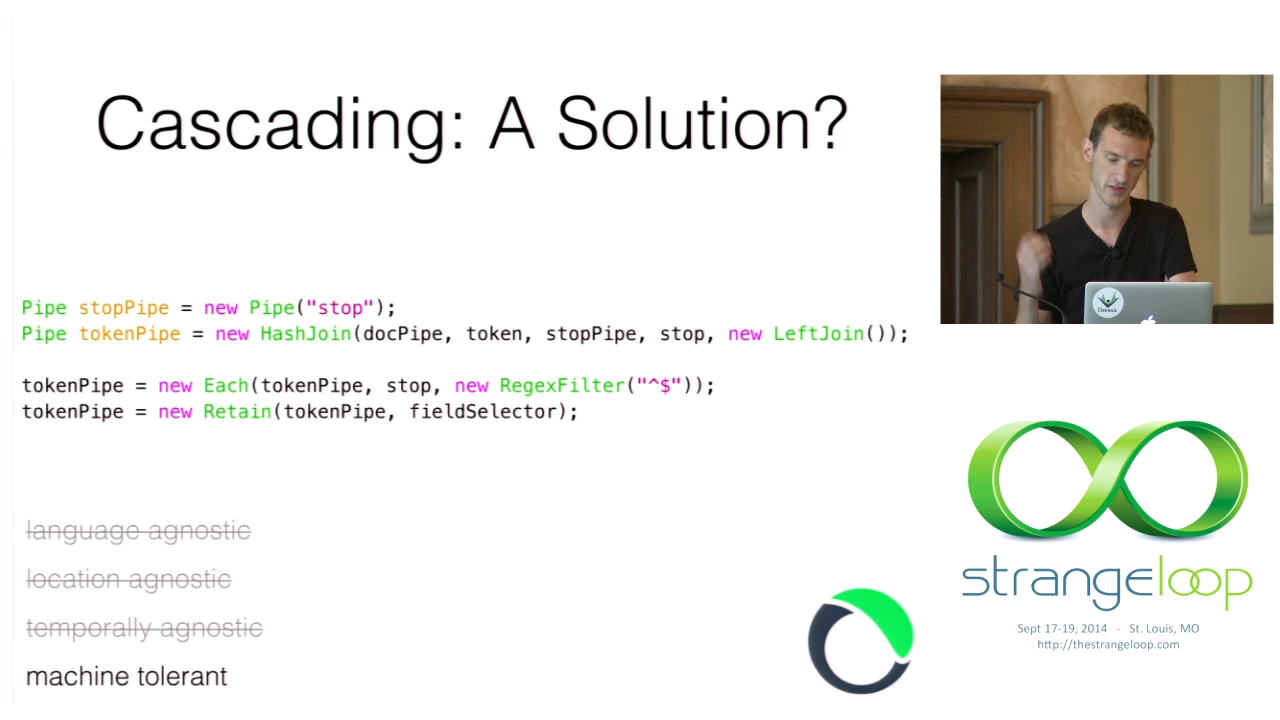 Cascading: A Solution?
Pipe stopPipe = new Pipe("stop");
Pipe tokenPipe = new HashJoin(docPipe, token, stopPipe, stop, new LeftJoin());
tokenPipe = new Each(tokenPipe, stop, new RegexFilter("^$"));
tokenPipe = new Retain(tokenPipe, fieldSelector);
language agnostic
location agnostic
temporally agnostic
machine tolerant
Datomic
strangeloop
Sept 17-19, 2014 - St. Louis, MO
http://thestrangeloop.com